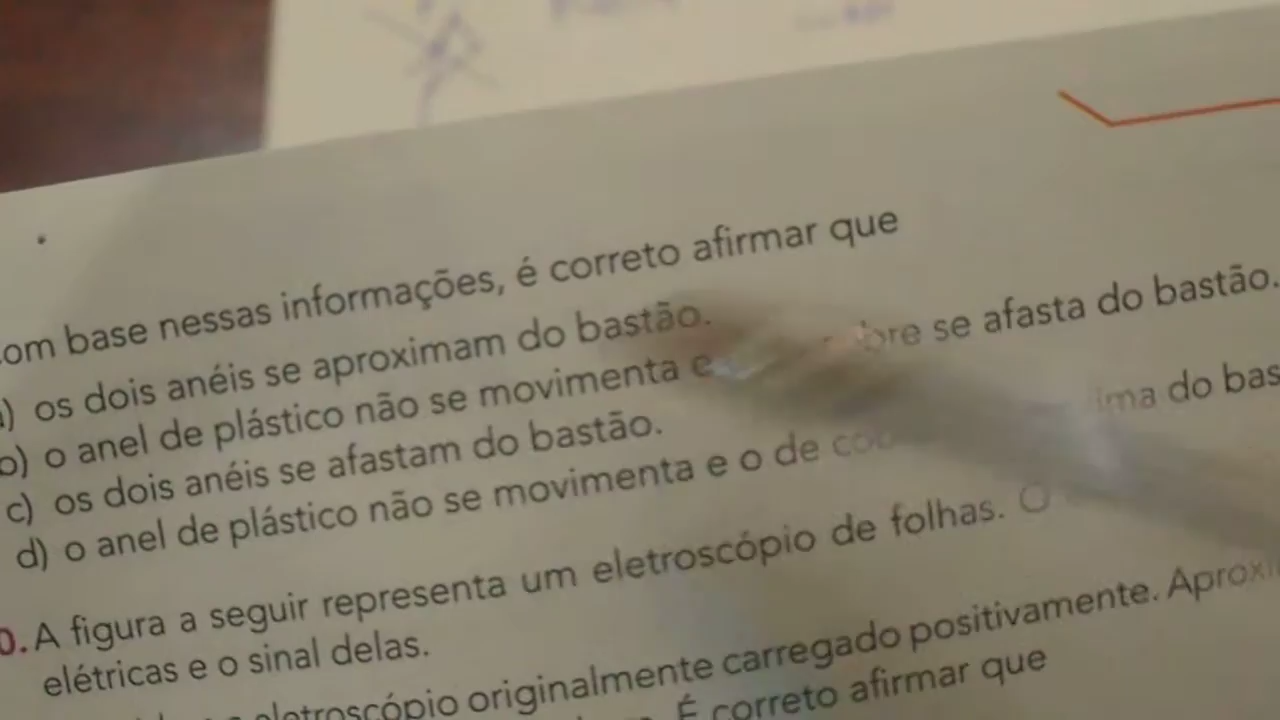 om base nessas informações, é correto afirmar que
) os dois anéis se aproximam do bastão.
b) o anel de plástico não se movimenta e bre se afasta do bastão.
c) os dois anéis se afastam do bastão.
d) o anel de plástico não se movimenta e o de co ima do bas
0. A figura a seguir representa um eletroscópio de folhas. O
elétricas e o sinal delas.
eletroscópio originalmente carregado positivamente. Aproxi
É correto afirmar que